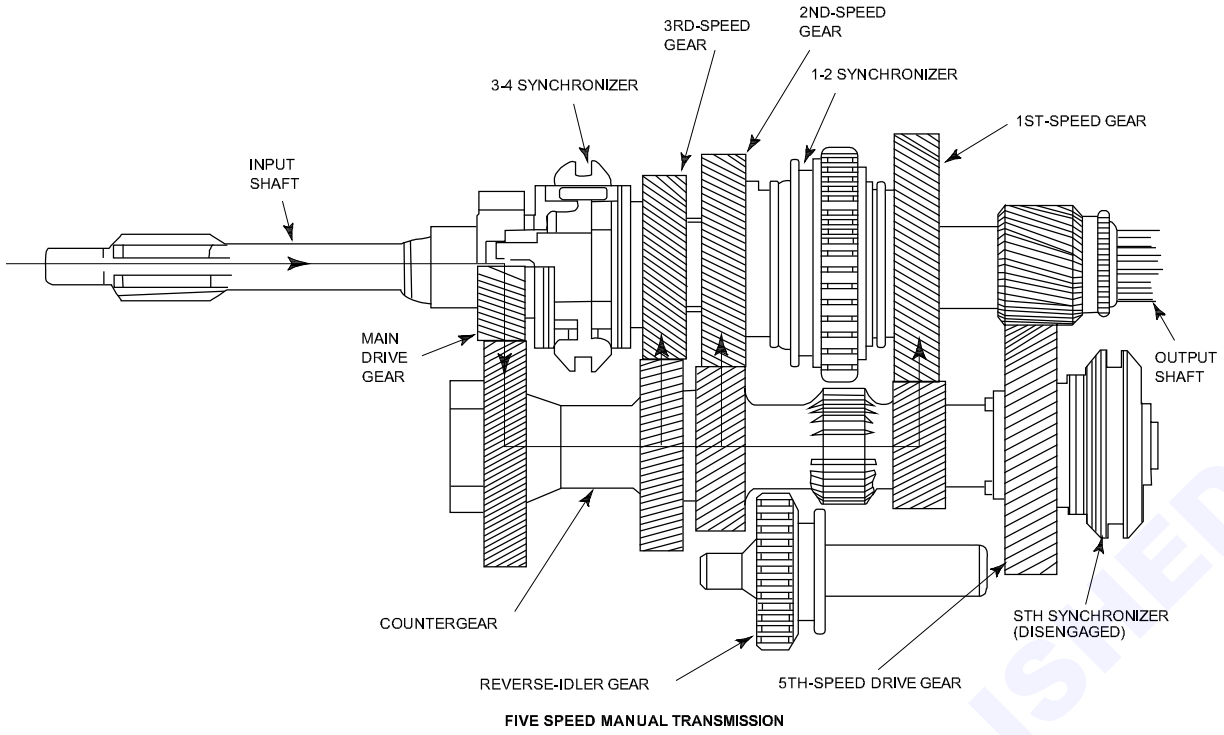 3RD-SPEED
GEAR
2ND-SPEED
GEAR
3-4 SYNCHRONIZER
1-2 SYNCHRONIZER
1ST-SPEED GEAR
INPUT
SHAFT
MAIN
DRIVE
GEAR
OUTPUT
SHAFT
COUNTERGEAR
STH SYNCHRONIZER
(DISENGAGED)
REVERSE-IDLER GEAR
5TH-SPEED DRIVE GEAR
FIVE SPEED MANUAL TRANSMISSION